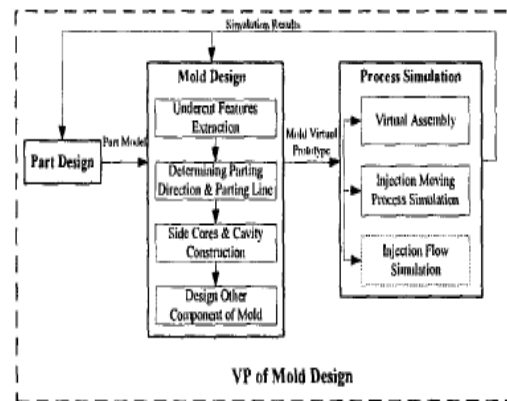 Simulation Results
Mold Design
Undercut Features
Extraction
Determining Parting
Direction & Parting Line
Side Cores & Cavity
Construction
Design Other
Component of Mold
Part Design
Part Model
Mold Virtual
Prototype
Process Simulation
Virtual Assembly
Injection Moving
Process Simulation
Injection Flow
Simulation
VP of Mold Design